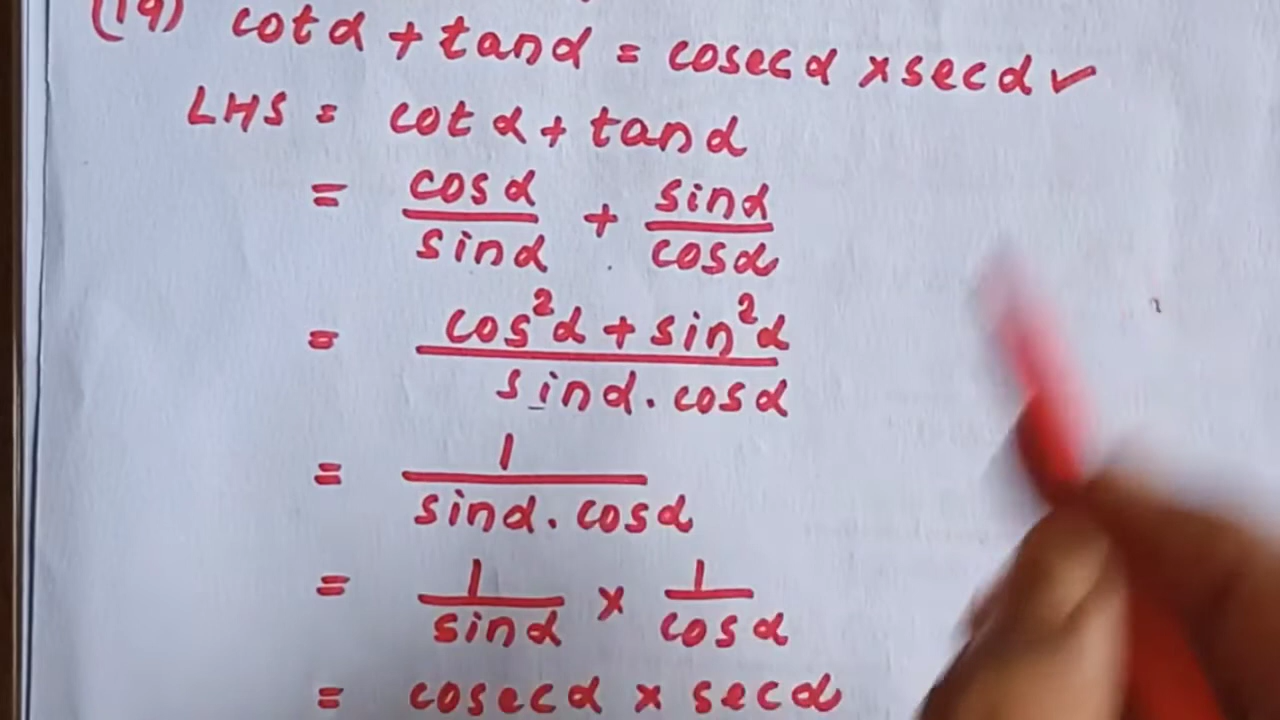 (19) cotα + tanα = cosecα × secα ✓
LHS = cotα + tanα
= cosα/sinα + sinα/cosα
= cos²α + sin²α/sinα.cosα
= 1/sinα.cosα
= 1/sinα × 1/cosα
= cosecα × secα